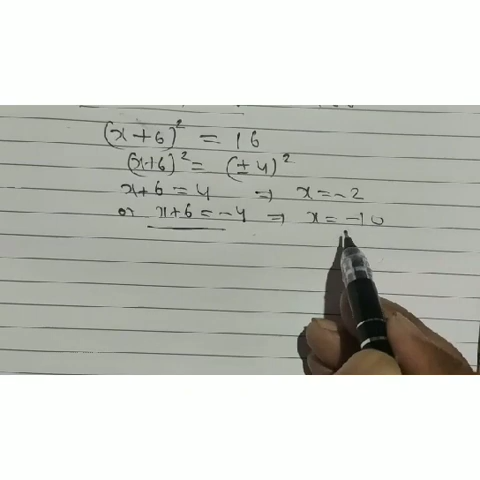 (x+6)² = 16
(x+6)² = (±4)²
x+6 = 4 ⇒ x = -2
or x+6 = -4 ⇒ x = -10